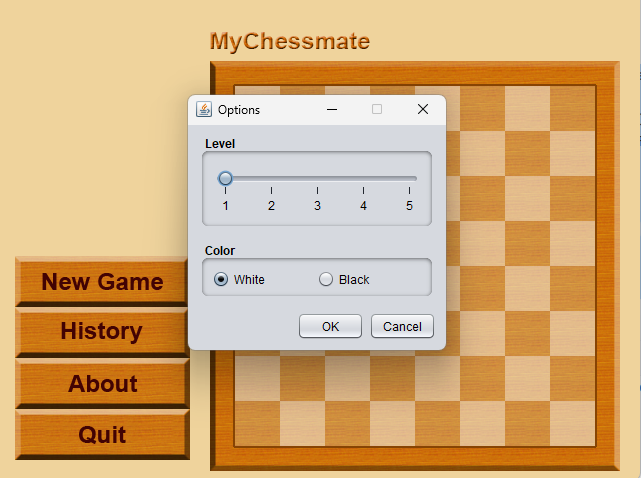 MyChessmate
Options
Level
1 2 3 4 5
Color
White Black
OK Cancel
New Game
History
About
Quit